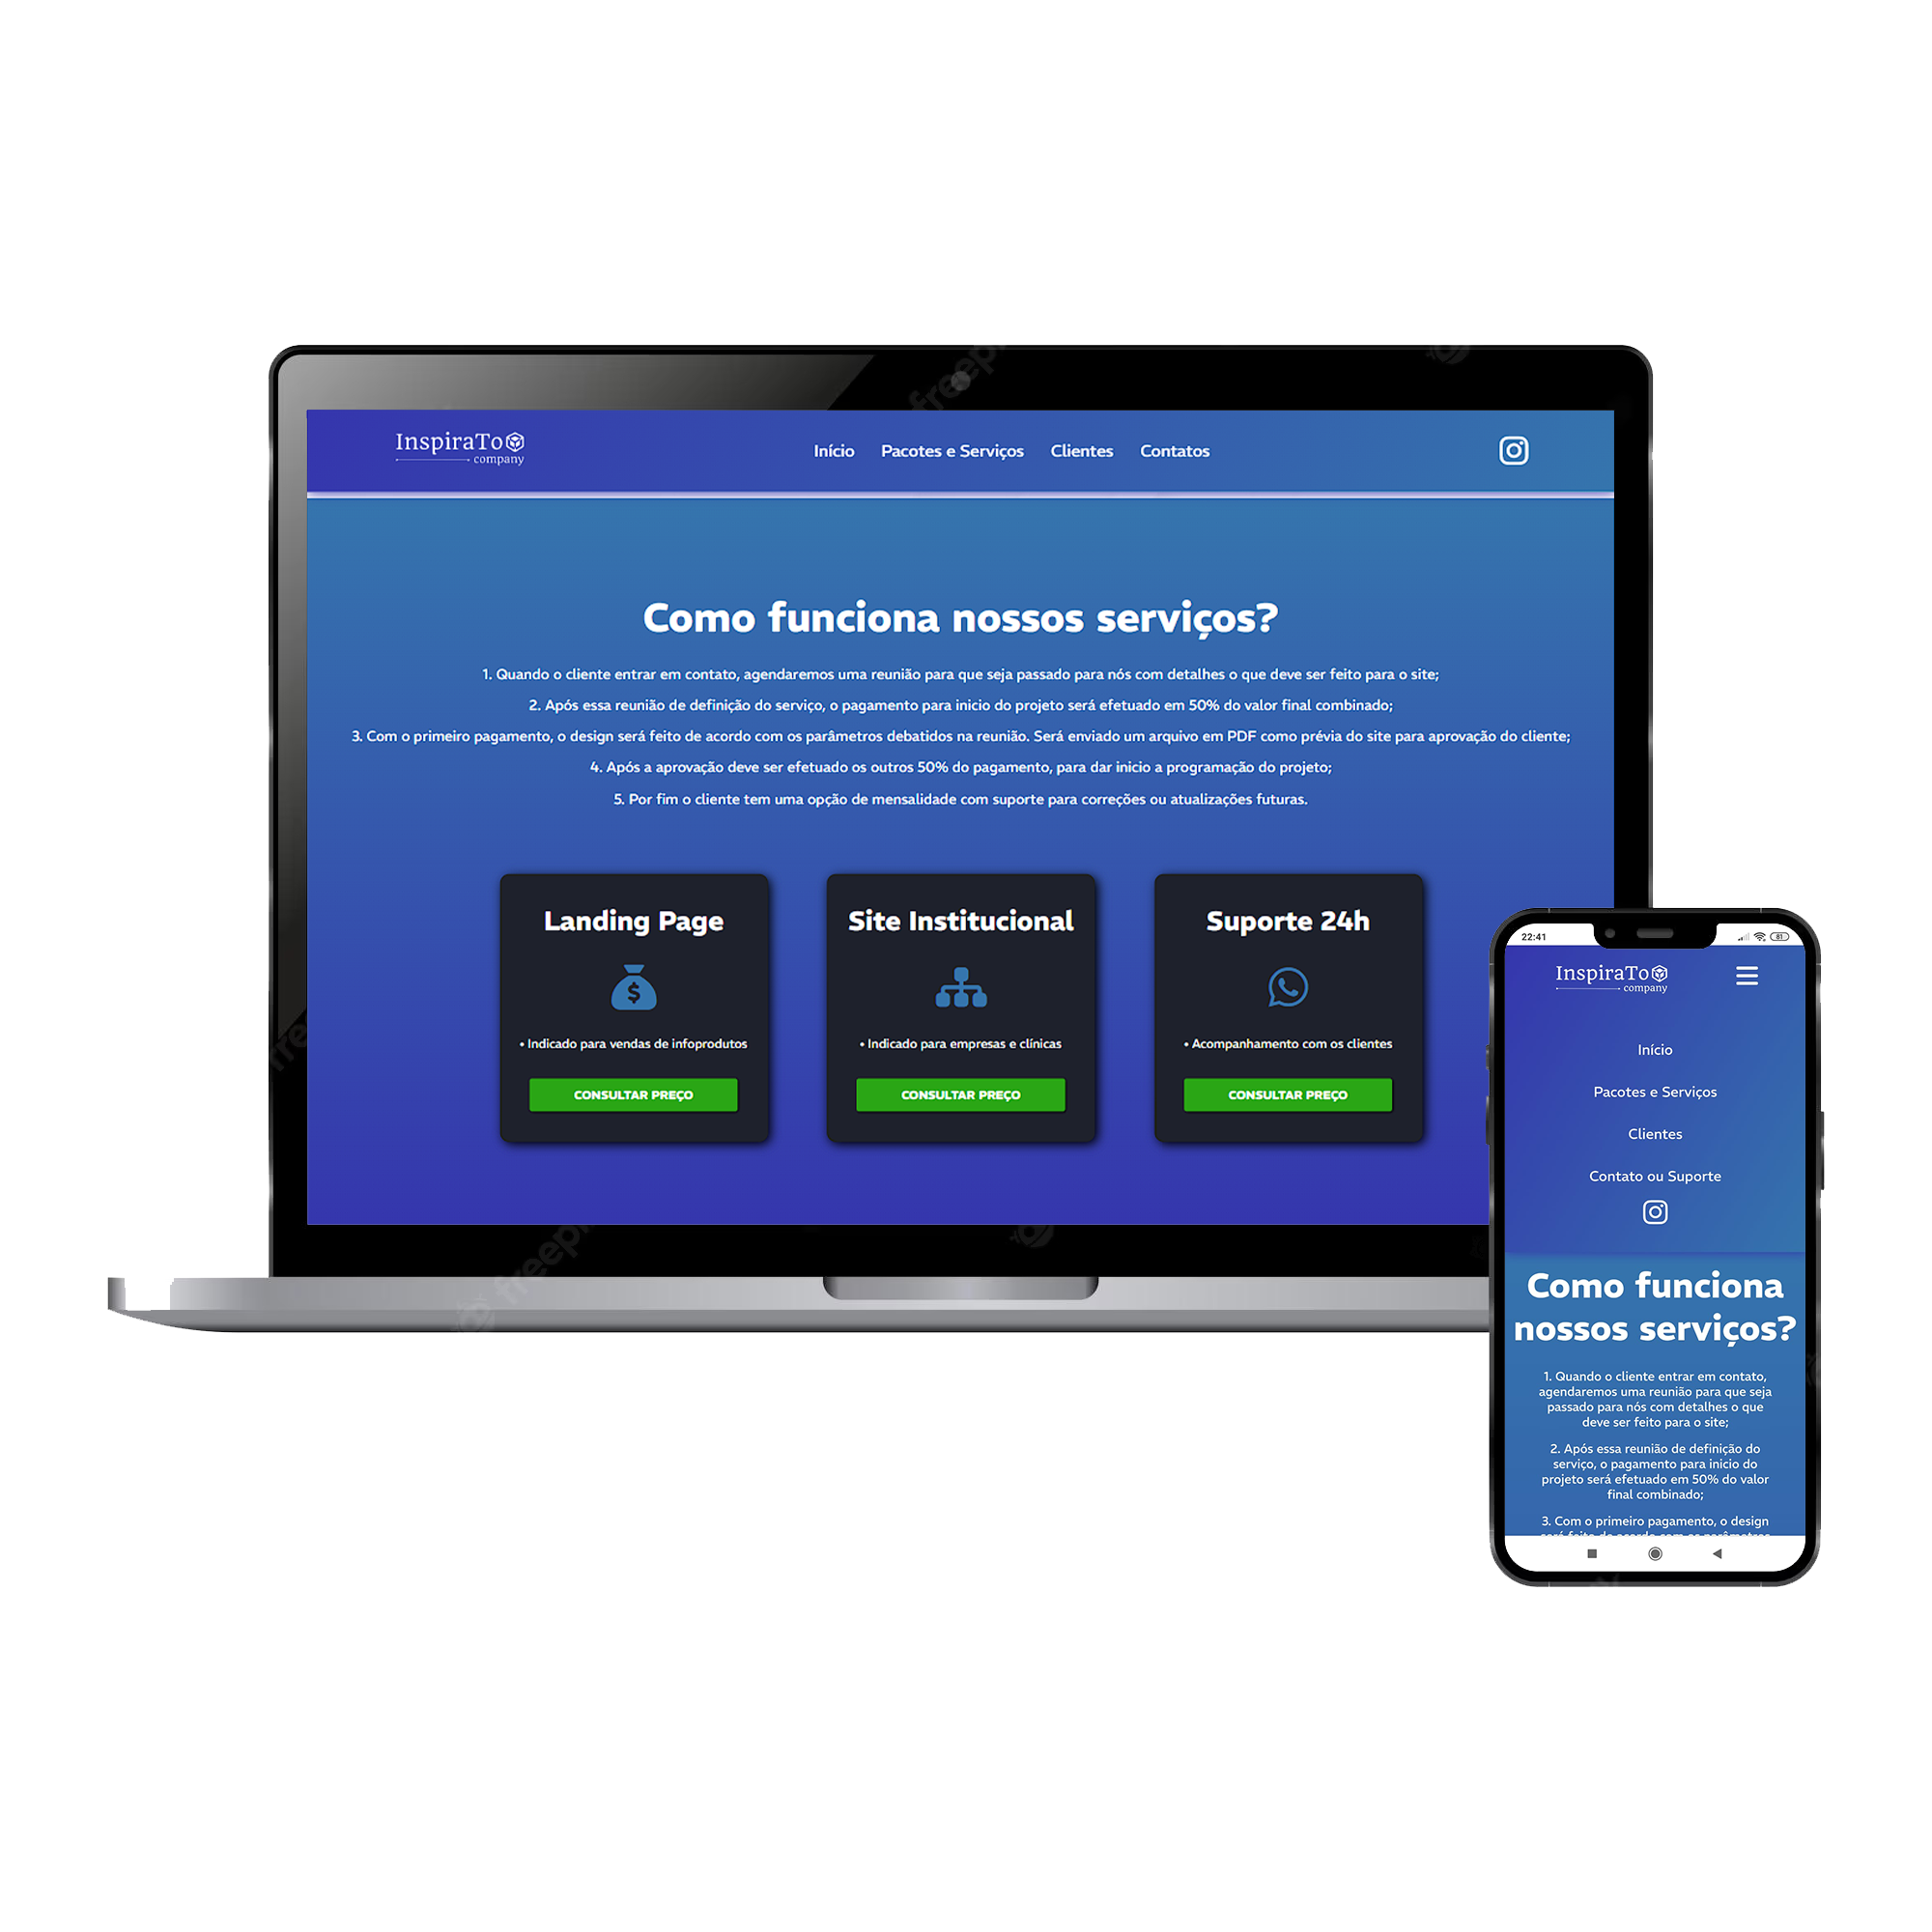 freep
InspiraTo
company
Início Pacotes e Serviços Clientes Contatos
Como funciona nossos serviços?
1. Quando o cliente entrar em contato, agendaremos uma reunião para que seja passado para nós com detalhes o que deve ser feito para o site;
2. Após essa reunião de definição do serviço, o pagamento para inicio do projeto será efetuado em 50% do valor final combinado;
3. Com o primeiro pagamento, o design será feito de acordo com os parâmetros debatidos na reunião. Será enviado um arquivo em PDF como prévia do site para aprovação do cliente;
4. Após a aprovação deve ser efetuado os outros 50% do pagamento, para dar inicio a programação do projeto;
5. Por fim o cliente tem uma opção de mensalidade com suporte para correções ou atualizações futuras.
Landing Page
• Indicado para vendas de infoprodutos
CONSULTAR PREÇO
Site Institucional
• Indicado para empresas e clínicas
CONSULTAR PREÇO
Suporte 24h
• Acompanhamento com os clientes
CONSULTAR PREÇO
freep
22:41 81
InspiraTo
company
Início
Pacotes e Serviços
Clientes
Contato ou Suporte
Como funciona
nossos serviços?
1. Quando o cliente entrar em contato,
agendaremos uma reunião para que seja
passado para nós com detalhes o que
deve ser feito para o site;
2. Após essa reunião de definição do
serviço, o pagamento para inicio do
projeto será efetuado em 50% do valor
final combinado;
3. Com o primeiro pagamento, o design